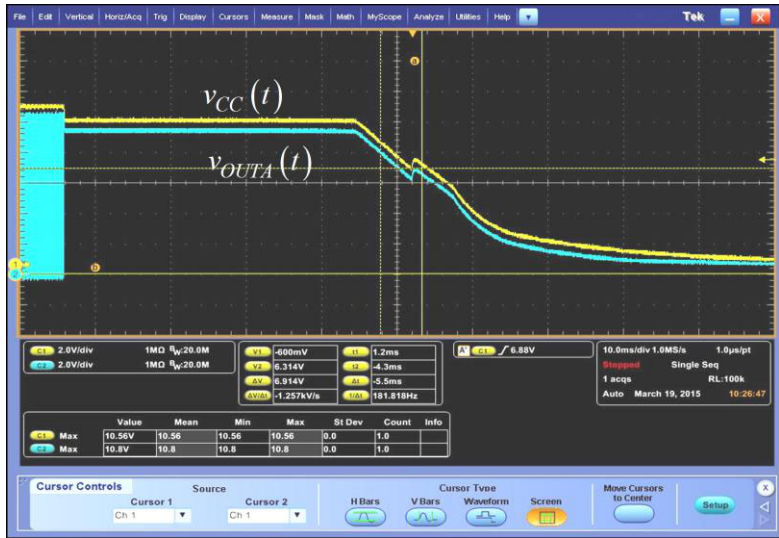 File Edit Vertical Horiz/Acq Trig Display Cursors Measure Mask Math MyScope Analyze Utilities Help Tek X
a
v_CC(t)
v_OUTA(t)
1
2
b
C1 2.0V/div 1MΩ BW:20.0M
C2 2.0V/div 1MΩ BW:20.0M
V1 -600mV t1 1.2ms
V2 6.314V t2 -4.3ms
ΔV 6.914V Δt -5.5ms
ΔV/Δt -1.257kV/s 1/Δt 181.818Hz
A' C1 6.88V
10.0ms/div 1.0MS/s 1.0µs/pt
Stopped Single Seq
1 acqs RL:100k
Auto March 19, 2015 10:26:47
Value Mean Min Max St Dev Count Info
C1 Max 10.56V 10.56 10.56 10.56 0.0 1.0
C2 Max 10.8V 10.8 10.8 10.8 0.0 1.0
Cursor Controls Source Cursor Type Move Cursors to Center X
Cursor 1 Cursor 2 H Bars V Bars Waveform Screen Setup
Ch 1 Ch 1